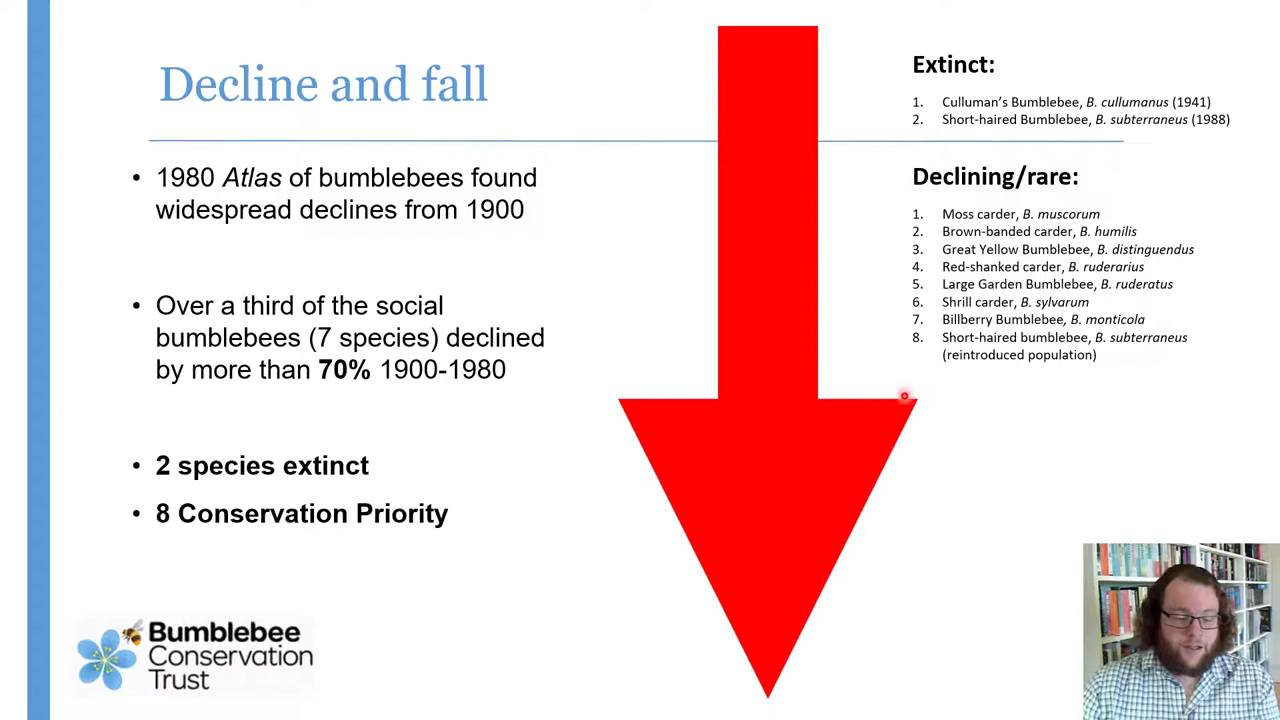 Decline and fall
• 1980 Atlas of bumblebees found
widespread declines from 1900
• Over a third of the social
bumblebees (7 species) declined
by more than 70% 1900-1980
• 2 species extinct
• 8 Conservation Priority
Extinct:
1. Culluman's Bumblebee, B. cullumanus (1941)
2. Short-haired Bumblebee, B. subterraneus (1988)
Declining/rare:
1. Moss carder, B. muscorum
2. Brown-banded carder, B. humilis
3. Great Yellow Bumblebee, B. distinguendus
4. Red-shanked carder, B. ruderarius
5. Large Garden Bumblebee, B. ruderatus
6. Shrill carder, B. sylvarum
7. Billberry Bumblebee, B. monticola
8. Short-haired bumblebee, B. subterraneus
(reintroduced population)
Bumblebee
Conservation
Trust